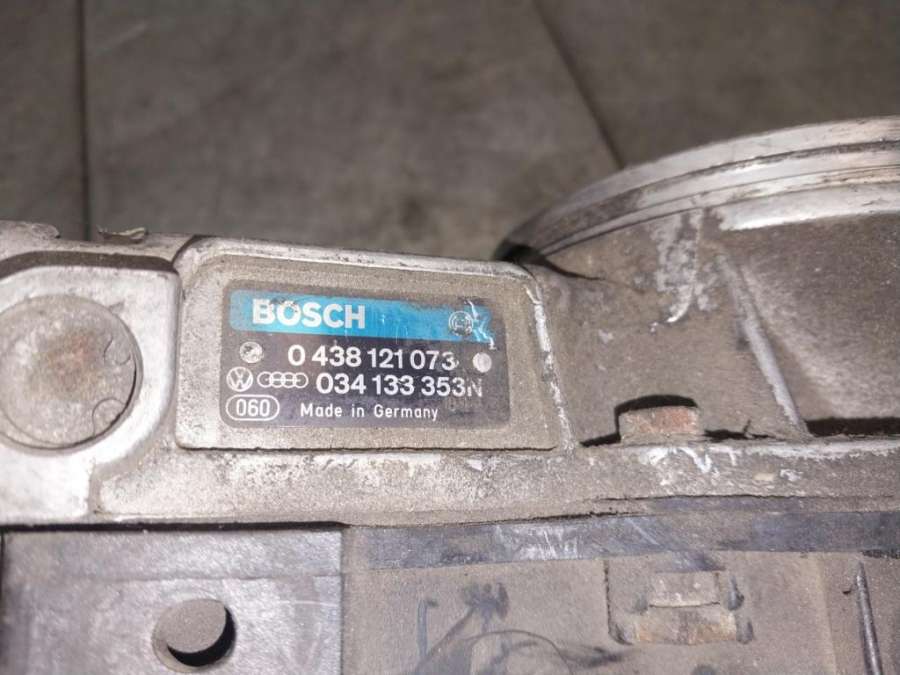 BOSCH
0 438 121 073
034 133 353N
060 Made in Germany